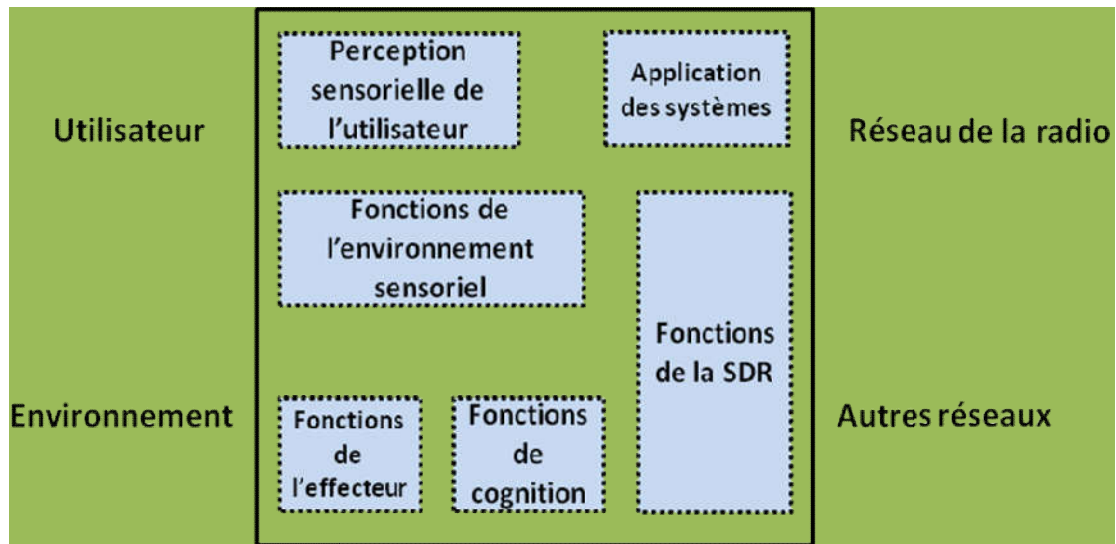 Utilisateur
Environnement
Perception
sensorielle de
l'utilisateur
Application
des systèmes
Fonctions de
l'environnement
sensoriel
Fonctions
de la SDR
Fonctions
de
l'effecteur
Fonctions
de
cognition
Réseau de la radio
Autres réseaux